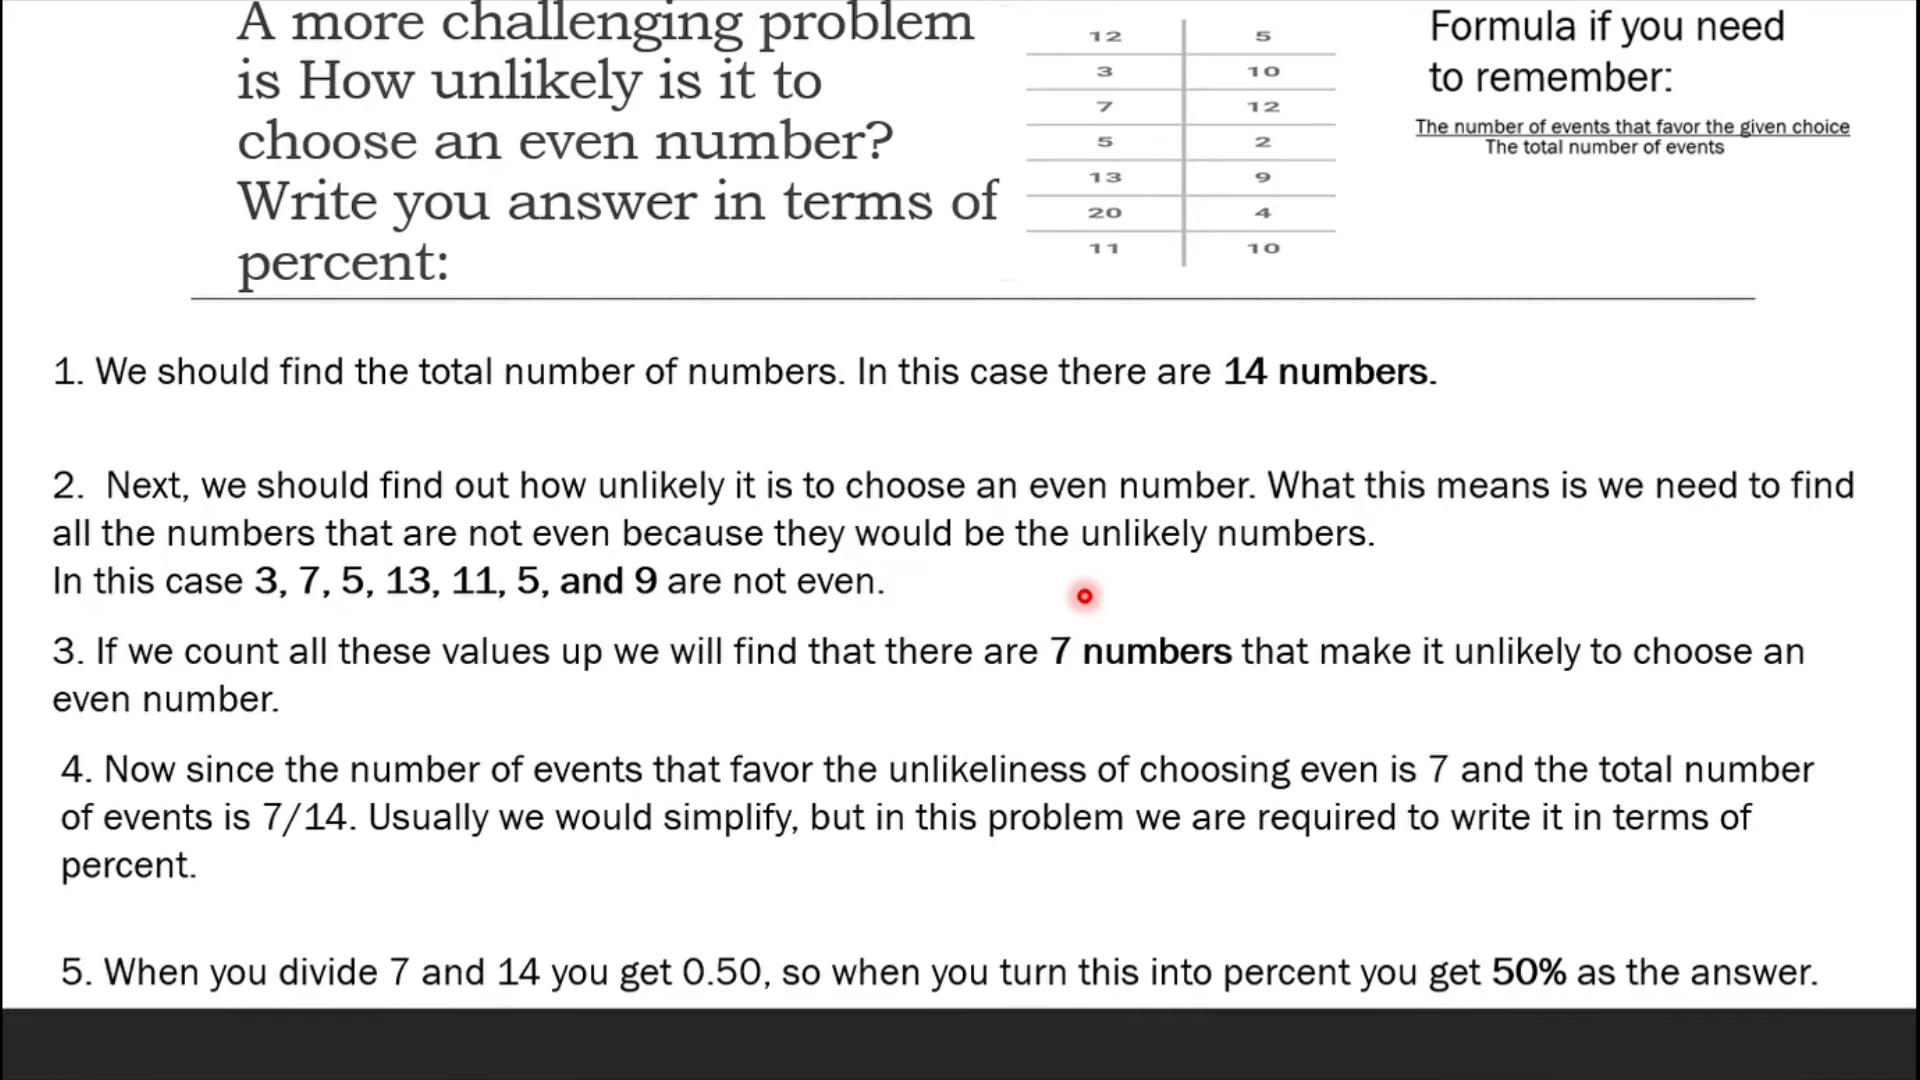 A more challenging problem
is How unlikely is it to
choose an even number?
Write you answer in terms of
percent:
12 5
3 10
7 12
5 2
13 9
20 4
11 10
Formula if you need
to remember:
The number of events that favor the given choice
The total number of events
1. We should find the total number of numbers. In this case there are 14 numbers.
2. Next, we should find out how unlikely it is to choose an even number. What this means is we need to find
all the numbers that are not even because they would be the unlikely numbers.
In this case 3, 7, 5, 13, 11, 5, and 9 are not even.
3. If we count all these values up we will find that there are 7 numbers that make it unlikely to choose an
even number.
4. Now since the number of events that favor the unlikeliness of choosing even is 7 and the total number
of events is 7/14. Usually we would simplify, but in this problem we are required to write it in terms of
percent.
5. When you divide 7 and 14 you get 0.50, so when you turn this into percent you get 50% as the answer.